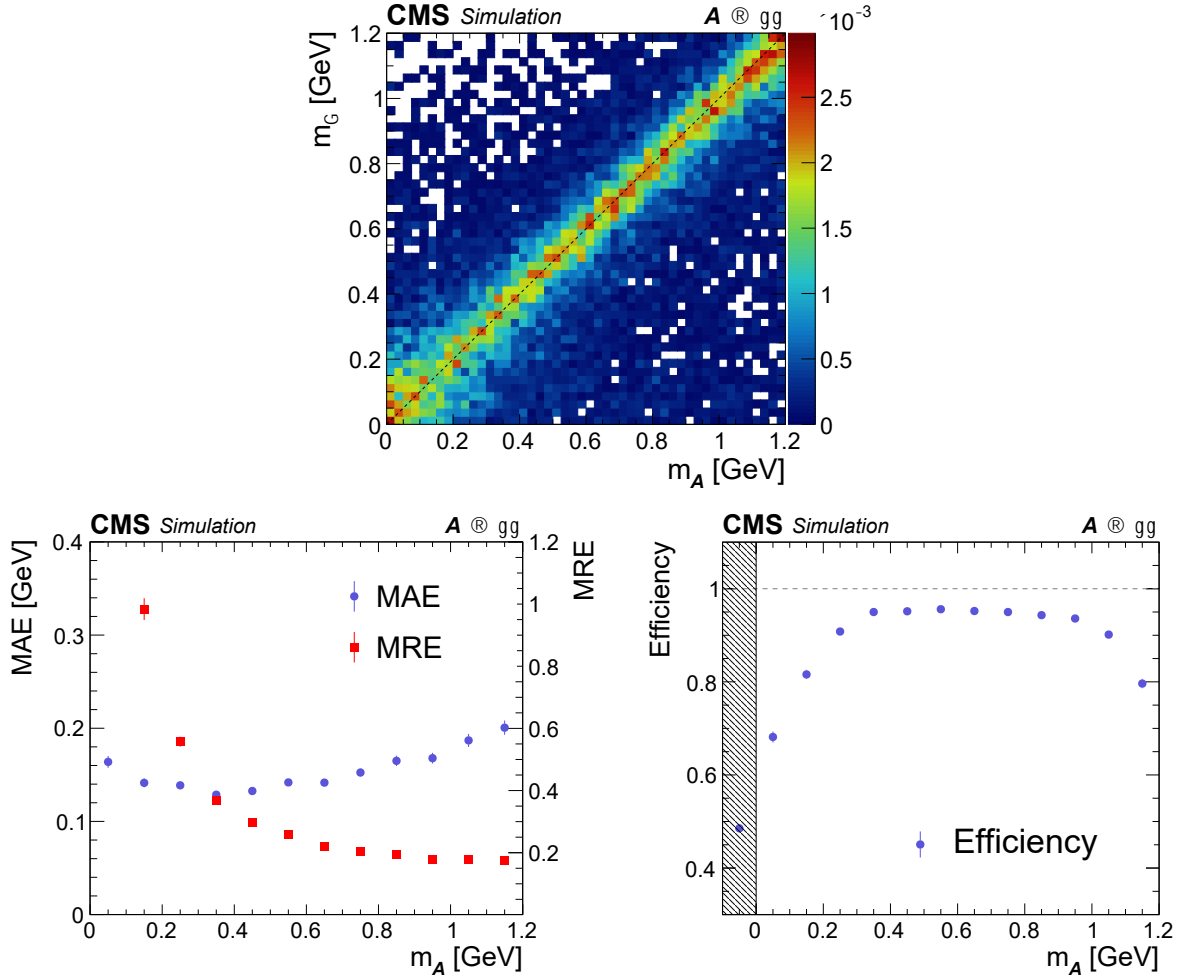 CMS Simulation A ® gg ×10⁻³
1.2
1
0.8
0.6
0.4
0.2
0
m_G [GeV]
2.5
2
1.5
1
0.5
0
0 0.2 0.4 0.6 0.8 1 1.2
m_A [GeV]
CMS Simulation A ® gg
0.4
0.3
0.2
0.1
0
MAE [GeV]
MAE
MRE
1.2
1
0.8
0.6
0.4
0.2
MRE
0 0.2 0.4 0.6 0.8 1 1.2
m_A [GeV]
CMS Simulation A ® gg
Efficiency
1
0.8
0.6
0.4
Efficiency
0 0.2 0.4 0.6 0.8 1 1.2
m_A [GeV]